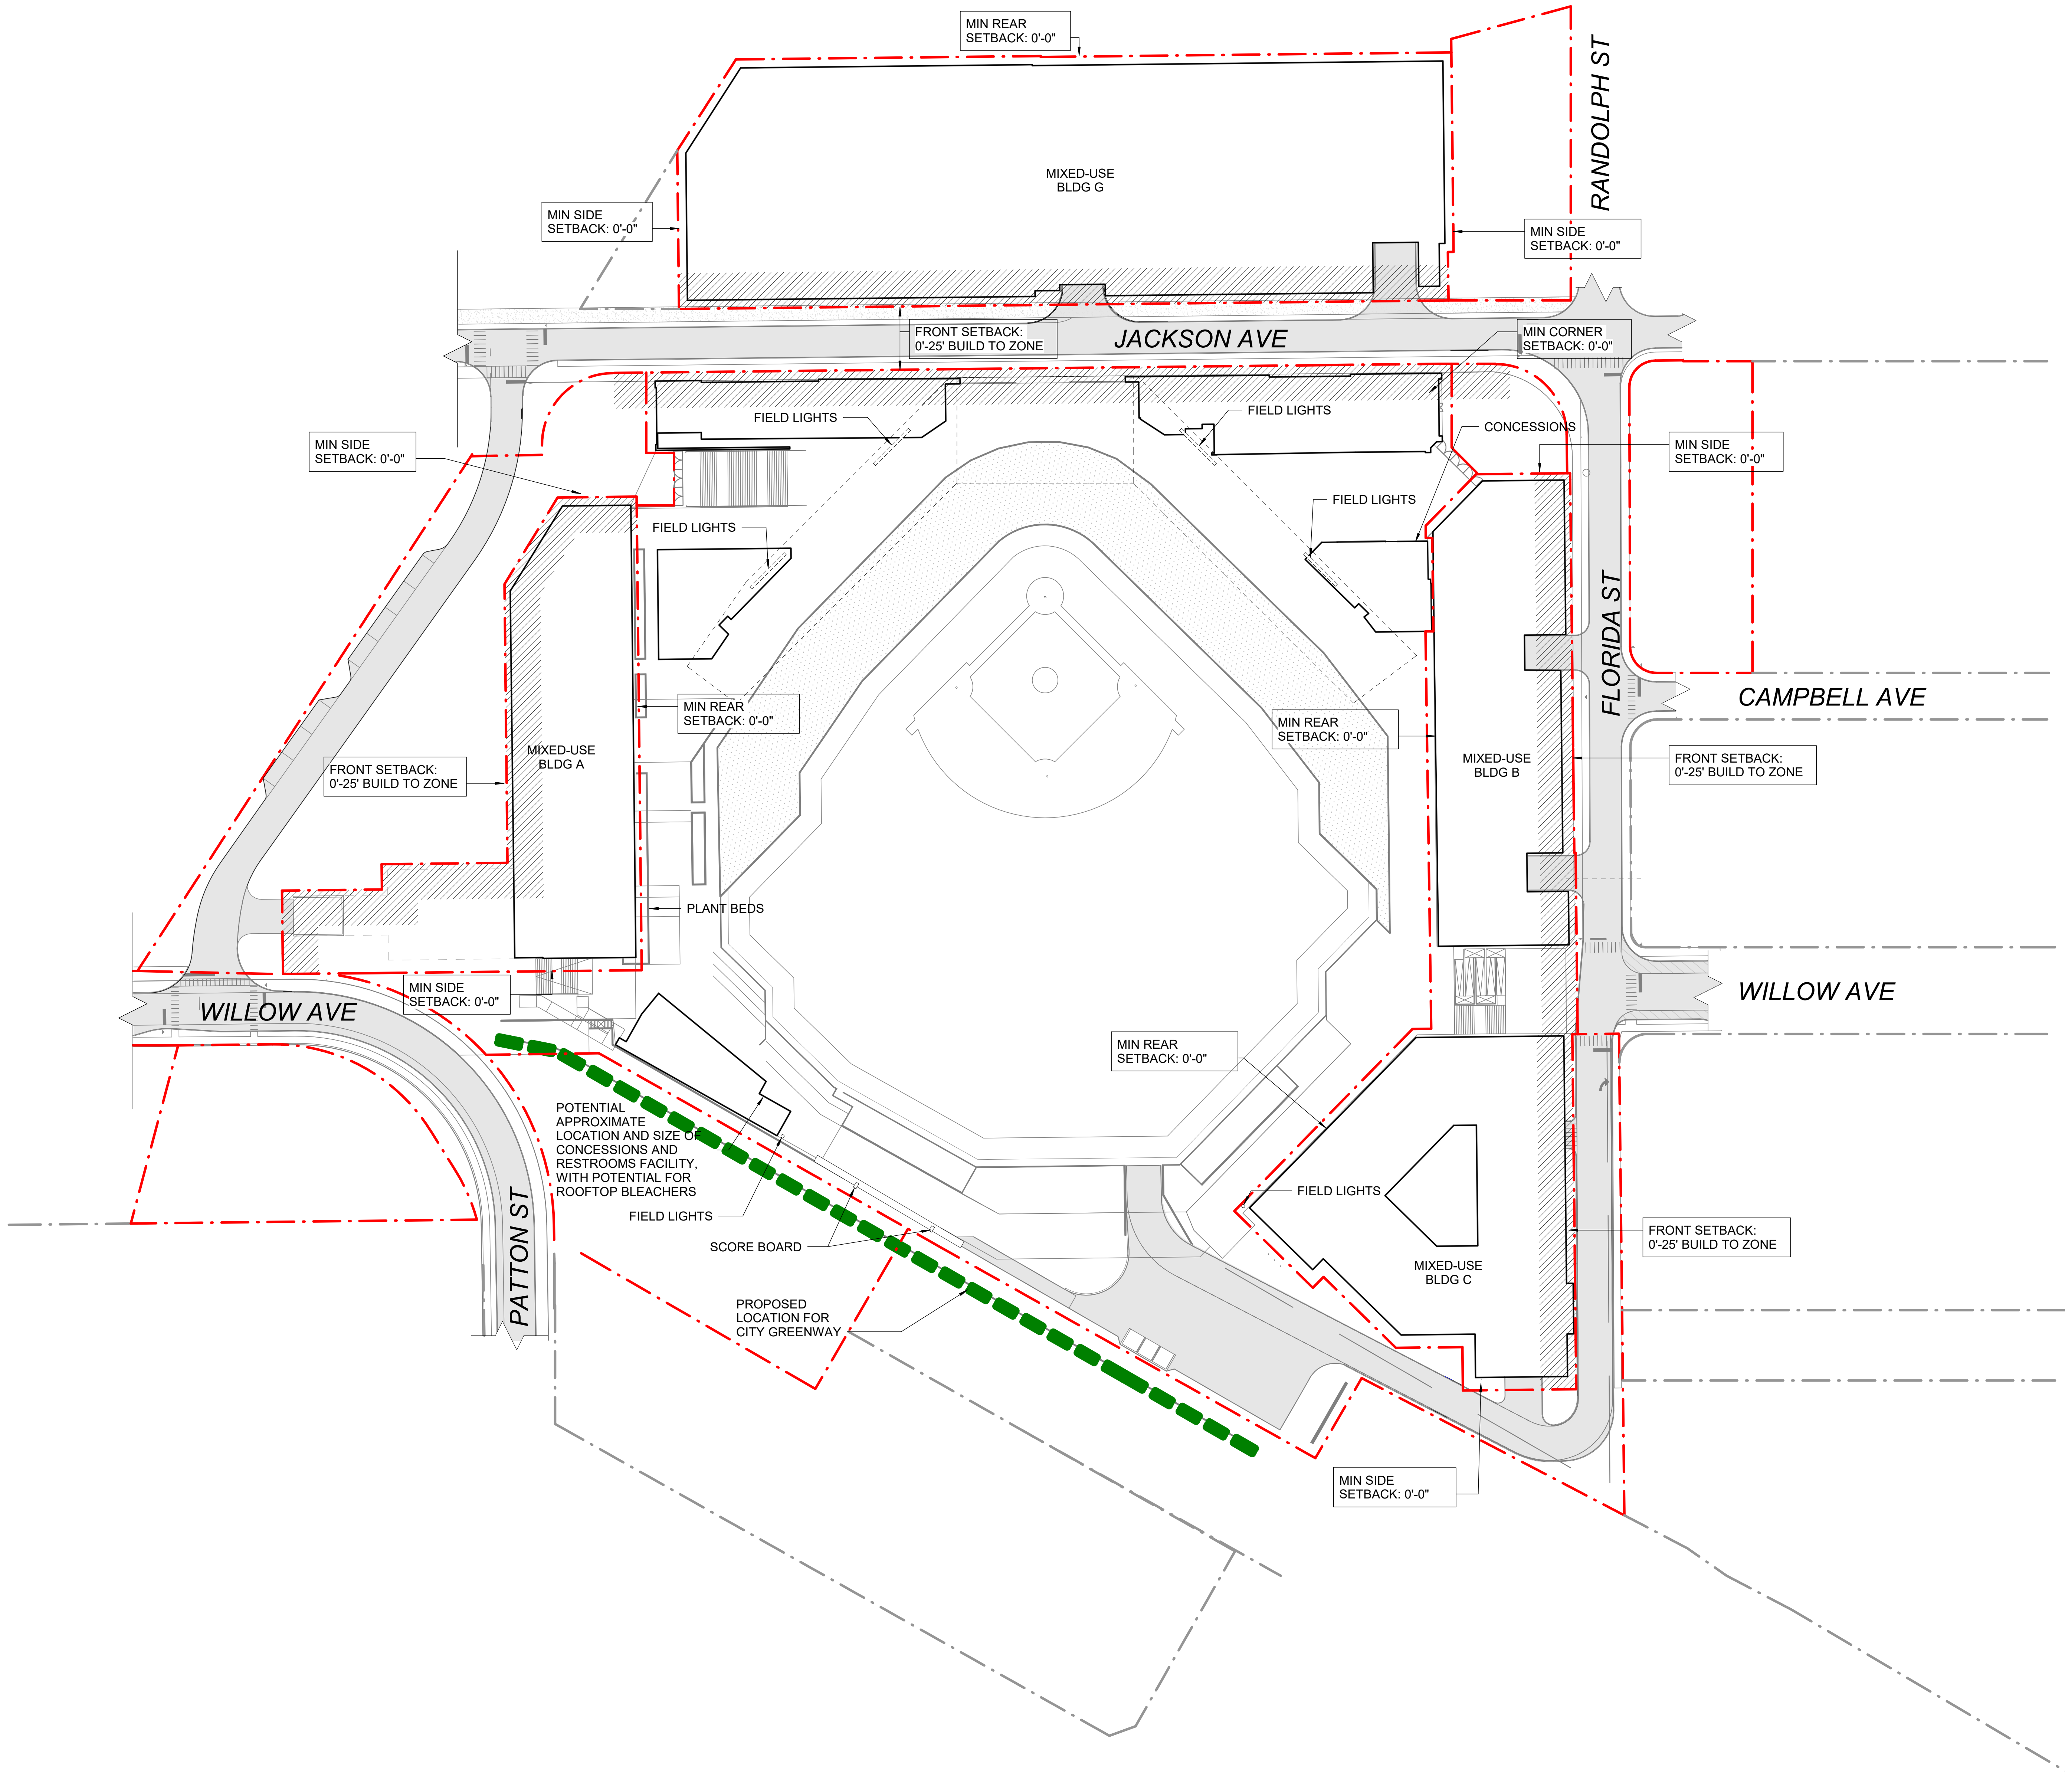 MIN REAR
SETBACK: 0'-0"
RANDOLPH ST
MIXED-USE
BLDG G
MIN SIDE
SETBACK: 0'-0"
MIN SIDE
SETBACK: 0'-0"
FRONT SETBACK:
0'-25' BUILD TO ZONE
JACKSON AVE
MIN CORNER
SETBACK: 0'-0"
FIELD LIGHTS
FIELD LIGHTS
CONCESSIONS
MIN SIDE
SETBACK: 0'-0"
MIN SIDE
SETBACK: 0'-0"
FIELD LIGHTS
FIELD LIGHTS
FLORIDA ST
CAMPBELL AVE
MIN REAR
SETBACK: 0'-0"
MIN REAR
SETBACK: 0'-0"
MIXED-USE
BLDG A
MIXED-USE
BLDG B
FRONT SETBACK:
0'-25' BUILD TO ZONE
FRONT SETBACK:
0'-25' BUILD TO ZONE
PLANT BEDS
MIN SIDE
SETBACK: 0'-0"
WILLOW AVE
WILLOW AVE
MIN REAR
SETBACK: 0'-0"
POTENTIAL
APPROXIMATE
LOCATION AND SIZE OF
CONCESSIONS AND
RESTROOMS FACILITY,
WITH POTENTIAL FOR
ROOFTOP BLEACHERS
FIELD LIGHTS
FIELD LIGHTS
PATTON ST
SCORE BOARD
FRONT SETBACK:
0'-25' BUILD TO ZONE
MIXED-USE
BLDG C
PROPOSED
LOCATION FOR
CITY GREENWAY
MIN SIDE
SETBACK: 0'-0"